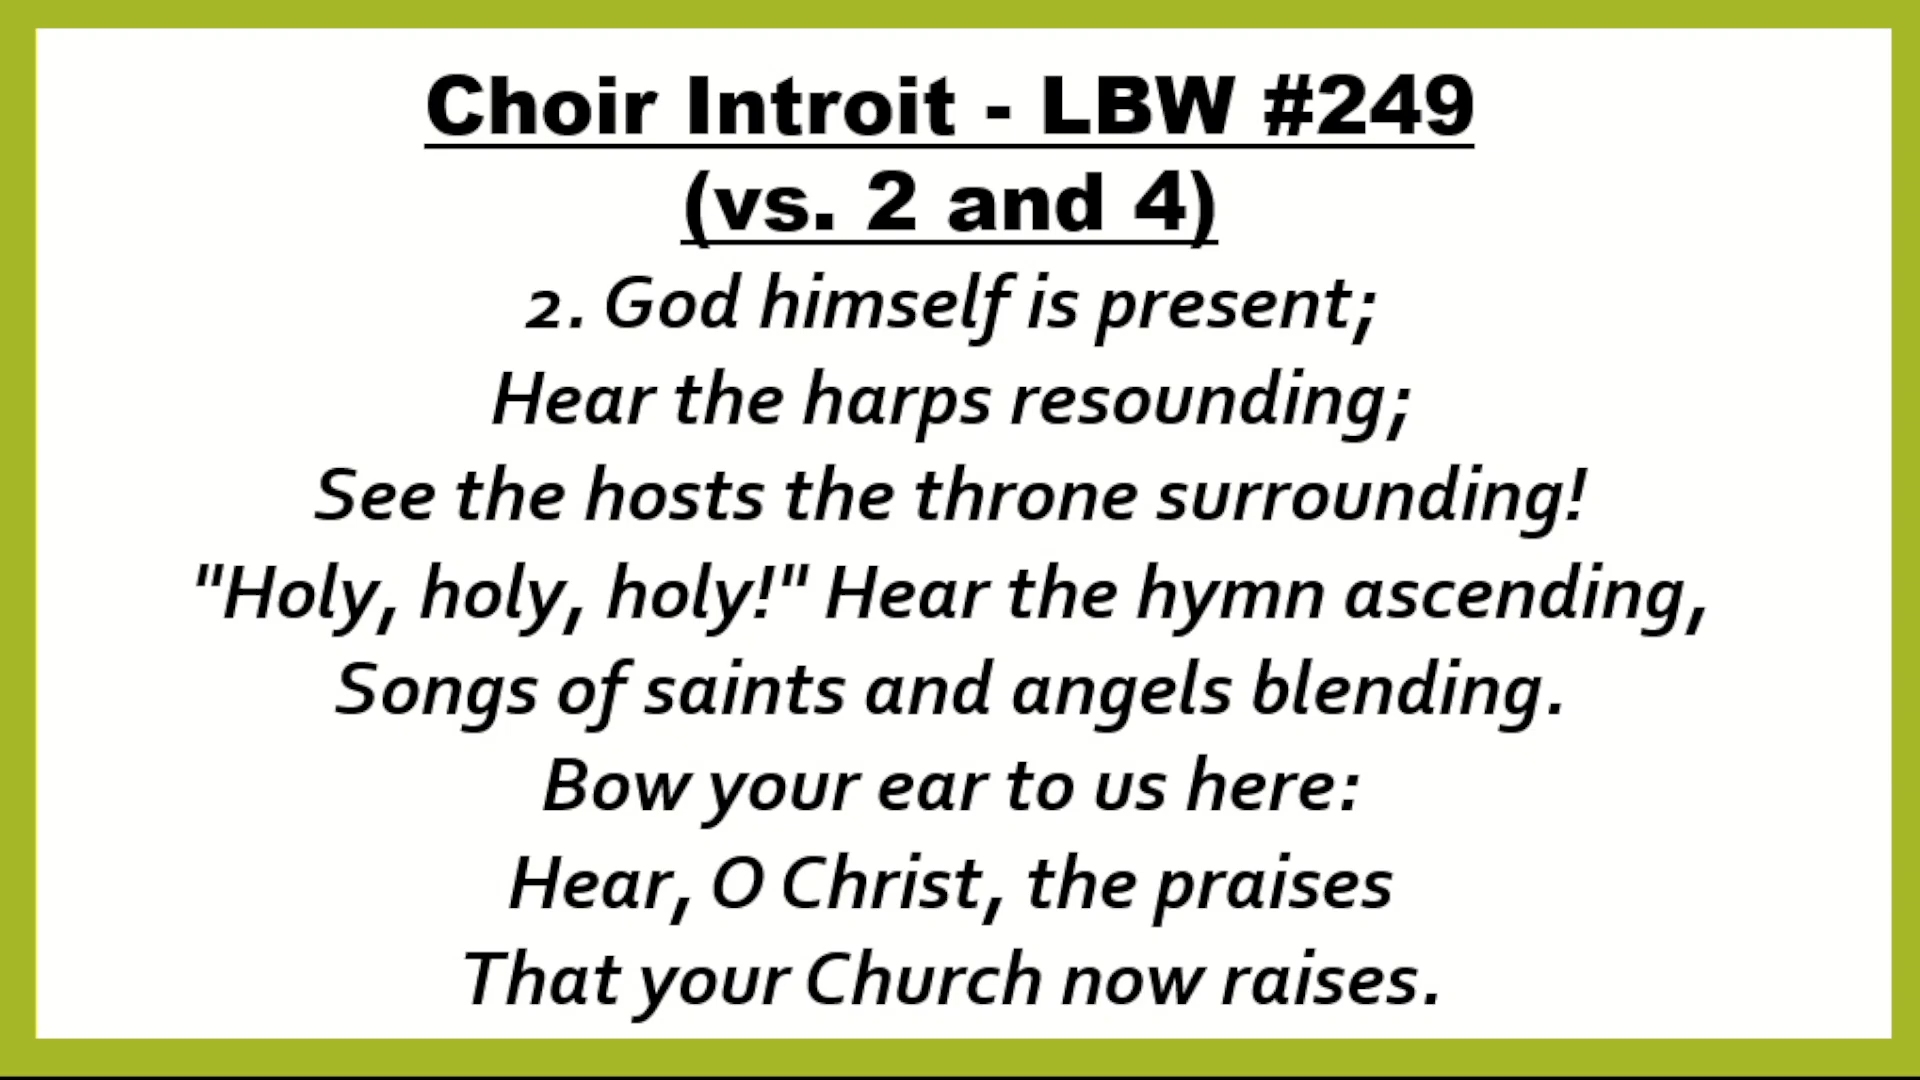 Choir Introit - LBW #249
(vs. 2 and 4)
2. God himself is present;
Hear the harps resounding;
See the hosts the throne surrounding!
"Holy, holy, holy!" Hear the hymn ascending,
Songs of saints and angels blending.
Bow your ear to us here:
Hear, O Christ, the praises
That your Church now raises.